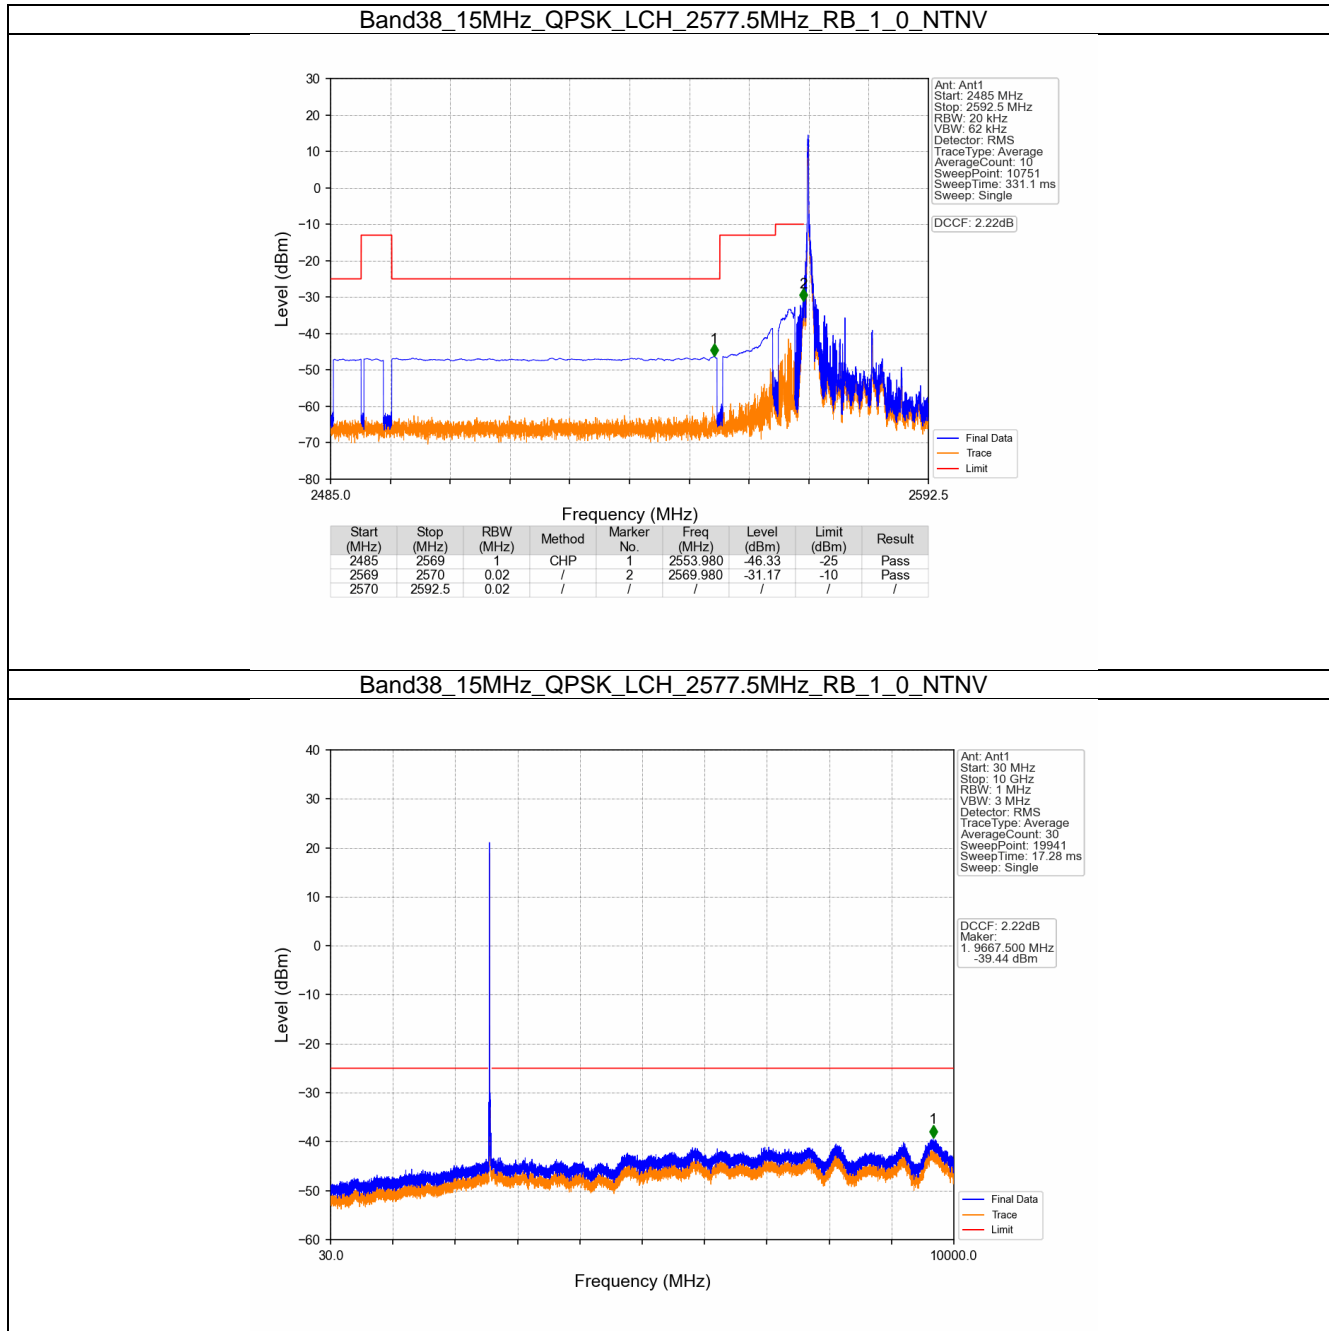 Band38_15MHz_QPSK_LCH_2577.5MHz_RB_1_0_NTNV
30
20
10
0
−10
−20
−30
−40
−50
−60
−70
−80
Level (dBm)
2485.0
2592.5
Frequency (MHz)
1
2
Ant: Ant1
Start: 2485 MHz
Stop: 2592.5 MHz
RBW: 20 kHz
VBW: 62 kHz
Detector: RMS
TraceType: Average
AverageCount: 10
SweepPoint: 10751
SweepTime: 331.1 ms
Sweep: Single
DCCF: 2.22dB
Final Data
Trace
Limit
Start (MHz) Stop (MHz) RBW (MHz) Method Marker No. Freq (MHz) Level (dBm) Limit (dBm) Result
2485 2569 1 CHP 1 2553.980 -46.33 -25 Pass
2569 2570 0.02 / 2 2569.980 -31.17 -10 Pass
2570 2592.5 0.02 / / / / / /
Band38_15MHz_QPSK_LCH_2577.5MHz_RB_1_0_NTNV
40
30
20
10
0
−10
−20
−30
−40
−50
−60
Level (dBm)
30.0
10000.0
Frequency (MHz)
1
Ant: Ant1
Start: 30 MHz
Stop: 10 GHz
RBW: 1 MHz
VBW: 3 MHz
Detector: RMS
TraceType: Average
AverageCount: 30
SweepPoint: 19941
SweepTime: 17.28 ms
Sweep: Single
DCCF: 2.22dB
Maker:
1. 9667.500 MHz
-39.44 dBm
Final Data
Trace
Limit